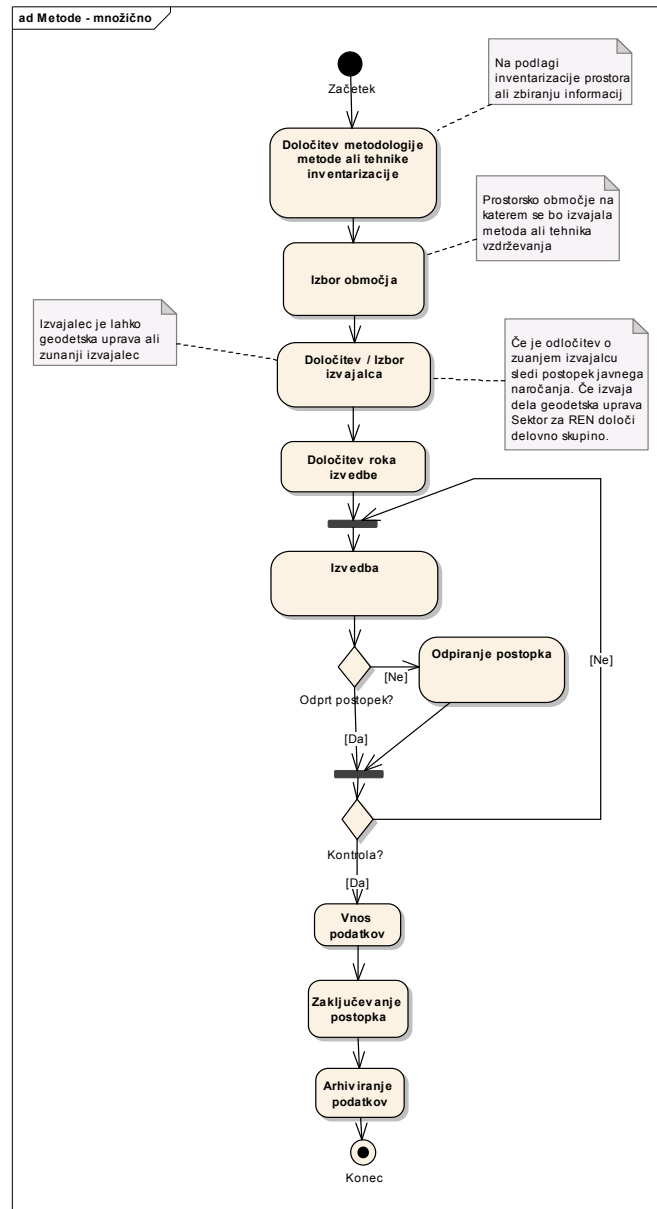 ad Metode - množično
Začetek
Na podlagi
inventarizacije prostora
ali zbiranju informacij
Določitev metodologije
metode ali tehnike
inventarizacije
Prostorsko območje na
katerem se bo izvajala
metoda ali tehnika
vzdrževanja
Izbor območja
Izvajalec je lahko
geodetska uprava ali
zunanji izvajalec
Določitev / Izbor
izvajalca
Če je odločitev o
zuanjem izvajalcu
sledi postopek javnega
naročanja. Če izvaja
dela geodetska uprava
Sektor za REN določi
delovno skupino.
Določitev roka
izvedbe
Izvedba
Odpiranje postopka
[Ne]
[Ne]
Odprt postopek?
[Da]
Kontrola?
[Da]
Vnos
podatkov
Zaključevanje
postopka
Arhiviranje
podatkov
Konec